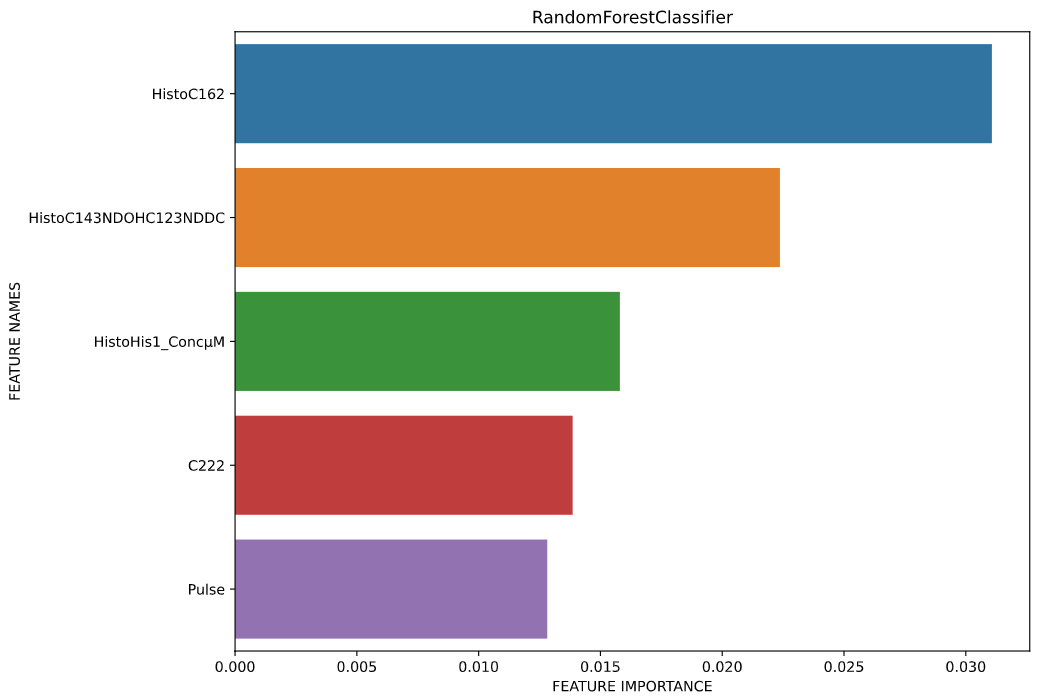 RandomForestClassifier
HistoC162
HistoC143NDOHC123NDDC
HistoHis1_ConcµM
C222
Pulse
FEATURE NAMES
0.000 0.005 0.010 0.015 0.020 0.025 0.030
FEATURE IMPORTANCE